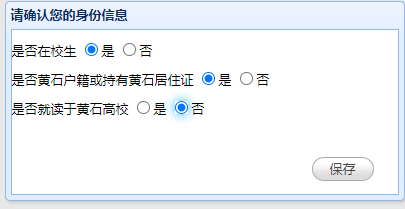 请确认您的身份信息
是否在校生 是 否
是否黄石户籍或持有黄石居住证 是 否
是否就读于黄石高校 是 否
保存